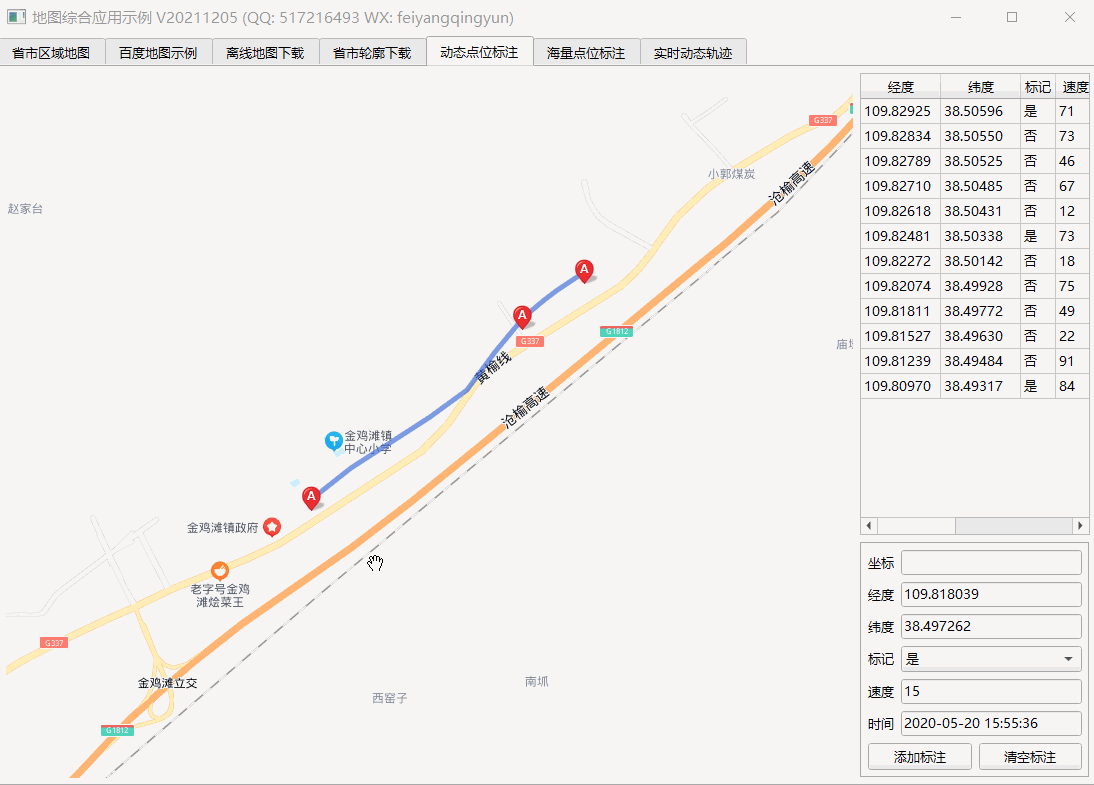 地图综合应用示例 V20211205 (QQ: 517216493 WX: feiyangqingyun)
省市区域地图 百度地图示例 离线地图下载 省市轮廓下载 动态点位标注 海量点位标注 实时动态轨迹
经度 纬度 标记 速度
109.82925 38.50596 是 71
109.82834 38.50550 否 73
109.82789 38.50525 否 46
109.82710 38.50485 否 67
109.82618 38.50431 否 12
109.82481 38.50338 是 73
109.82272 38.50142 否 18
109.82074 38.49928 否 75
109.81811 38.49772 否 49
109.81527 38.49630 否 22
109.81239 38.49484 否 91
109.80970 38.49317 是 84
G337
小郭煤炭
沧榆高速
赵家台
A
A
G1812
G337
黄榆线
沧榆高速
金鸡滩镇
中心小学
A
金鸡滩镇政府
老字号金鸡
滩烩菜王
G337
金鸡滩立交
南坬
西窑子
G1812
坐标
经度 109.818039
纬度 38.497262
标记 是
速度 15
时间 2020-05-20 15:55:36
添加标注 清空标注